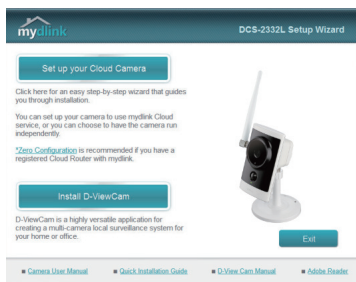 mydlink
DCS-2332L Setup Wizard
Set up your Cloud Camera
Click here for an easy step-by-step wizard that guides
you through installation.
You can set up your camera to use mydlink Cloud
service, or you can choose to have the camera run
independently.
*Zero Configuration is recommended if you have a
registered Cloud Router with mydlink.
Install D-ViewCam
D-ViewCam is a highly versatile application for
creating a multi-camera local surveillance system for
your home or office.
Exit
Camera User Manual
Quick Installation Guide
D-View Cam Manual
Adobe Reader